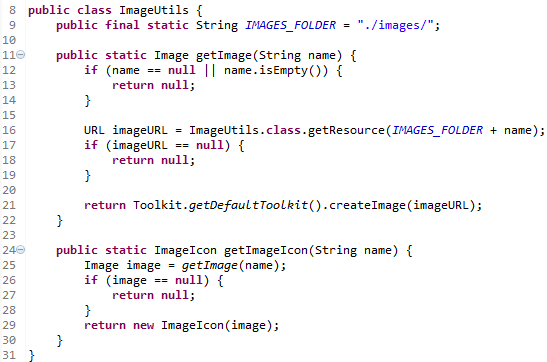 8 public class ImageUtils {
9     public final static String IMAGES_FOLDER = "./images/";
10
11     public static Image getImage(String name) {
12         if (name == null || name.isEmpty()) {
13             return null;
14         }
15
16         URL imageURL = ImageUtils.class.getResource(IMAGES_FOLDER + name);
17         if (imageURL == null) {
18             return null;
19         }
20
21         return Toolkit.getDefaultToolkit().createImage(imageURL);
22     }
23
24     public static ImageIcon getImageIcon(String name) {
25         Image image = getImage(name);
26         if (image == null) {
27             return null;
28         }
29         return new ImageIcon(image);
30     }
31 }